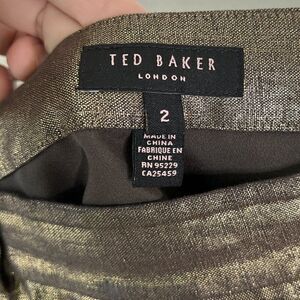 TED BAKER
LONDON
2
MADE IN
CHINA
FABRIQUE EN
CHINE
RN 95229
CA25459